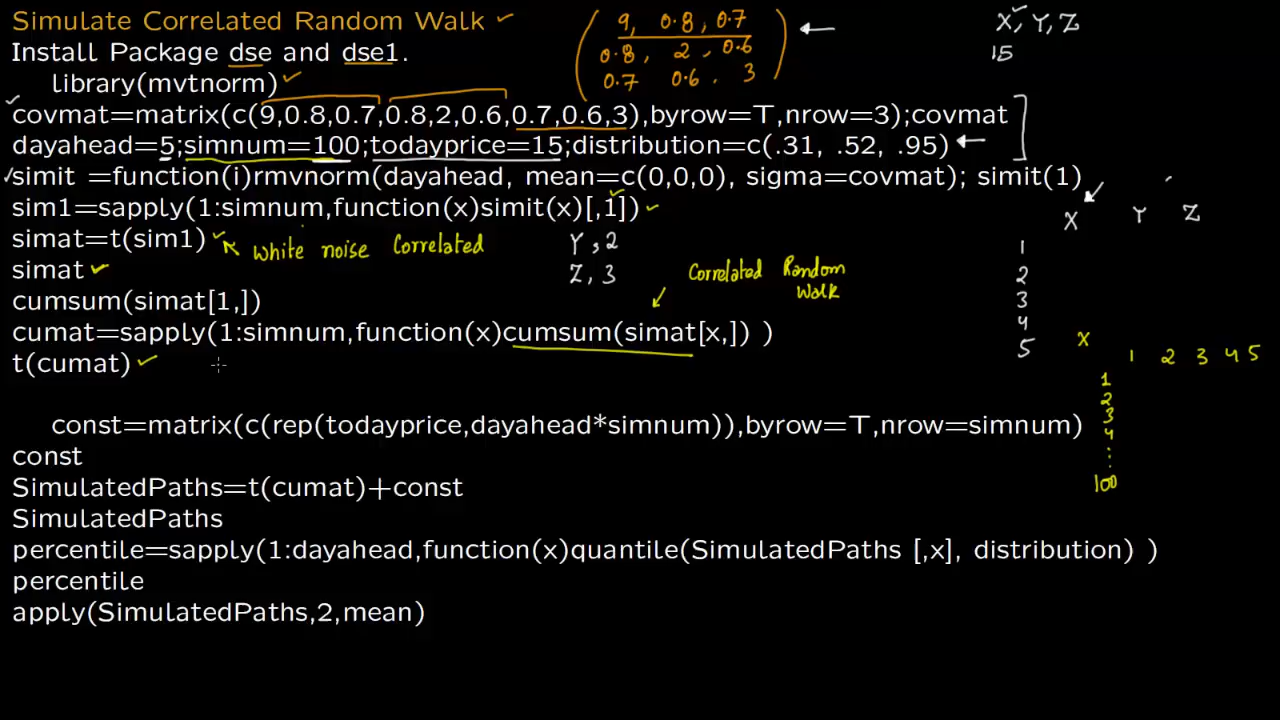 Simulate Correlated Random Walk
9, 0.8, 0.7
0.8, 2, 0.6
0.7 0.6. 3
X, Y, Z
15
Install Package dse and dse1.
library(mvtnorm)
covmat=matrix(c(9,0.8,0.7,0.8,2,0.6,0.7,0.6,3),byrow=T,nrow=3);covmat
dayahead=5;simnum=100;todayprice=15;distribution=c(.31, .52, .95)
simit =function(i)rmvnorm(dayahead, mean=c(0,0,0), sigma=covmat); simit(1)
sim1=sapply(1:simnum,function(x)simit(x)[,1])
simat=t(sim1)
White noise Correlated
Y, 2
Z, 3
simat
Correlated Random
Walk
cumsum(simat[1,])
cumat=sapply(1:simnum,function(x)cumsum(simat[x,]) )
t(cumat)
X Y Z
1
2
3
4
5
X
1 2 3 4 5
1
2
3
4
:
100
const=matrix(c(rep(todayprice,dayahead*simnum)),byrow=T,nrow=simnum)
const
SimulatedPaths=t(cumat)+const
SimulatedPaths
percentile=sapply(1:dayahead,function(x)quantile(SimulatedPaths [,x], distribution) )
percentile
apply(SimulatedPaths,2,mean)